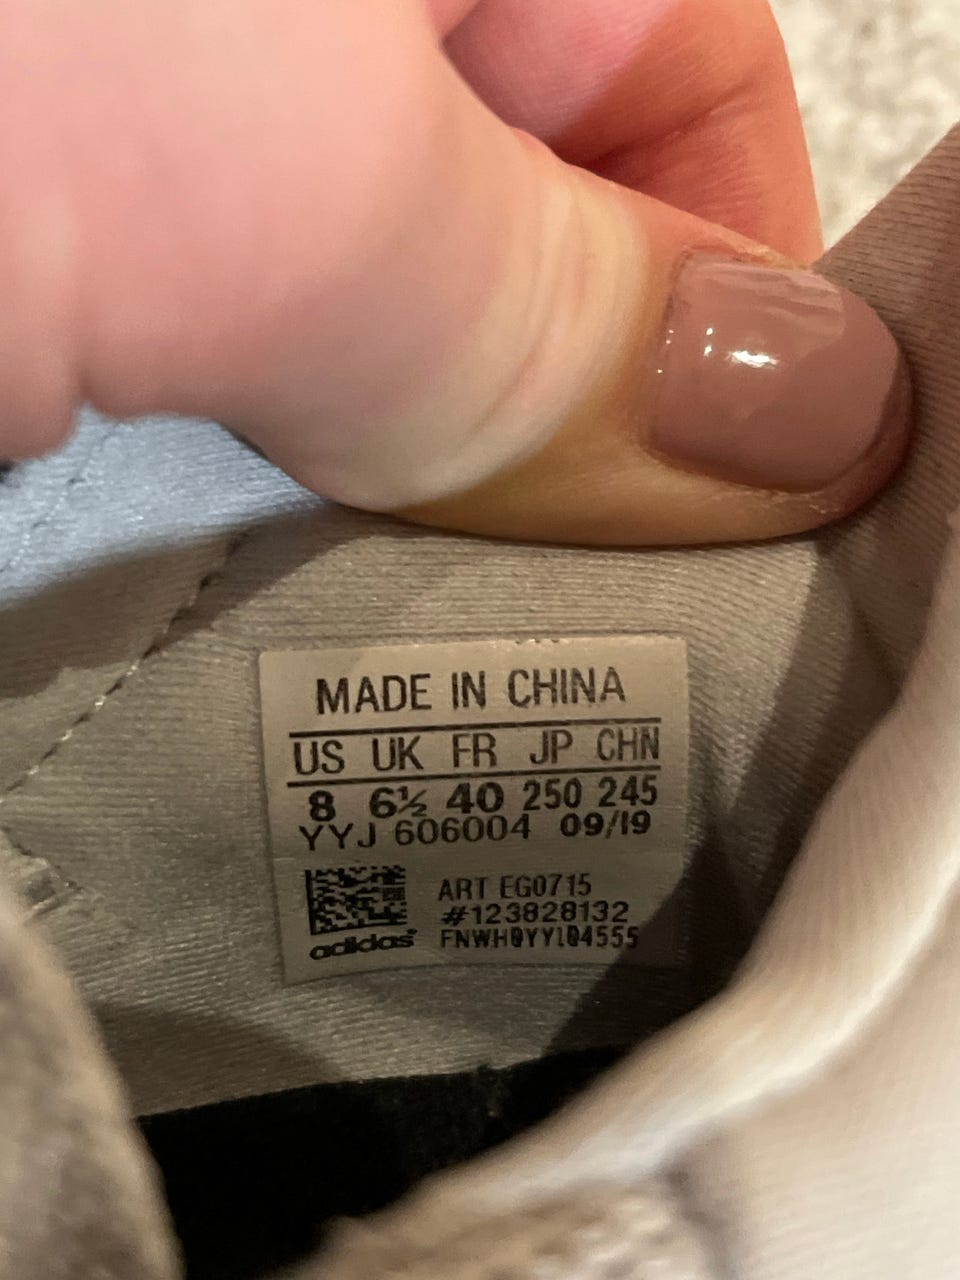 MADE IN CHINA
US UK FR JP CHN
8 6½ 40 250 245
YYJ 606004 09/19
ART EG0715
#123828132
FNWH0YYL04555
adidas